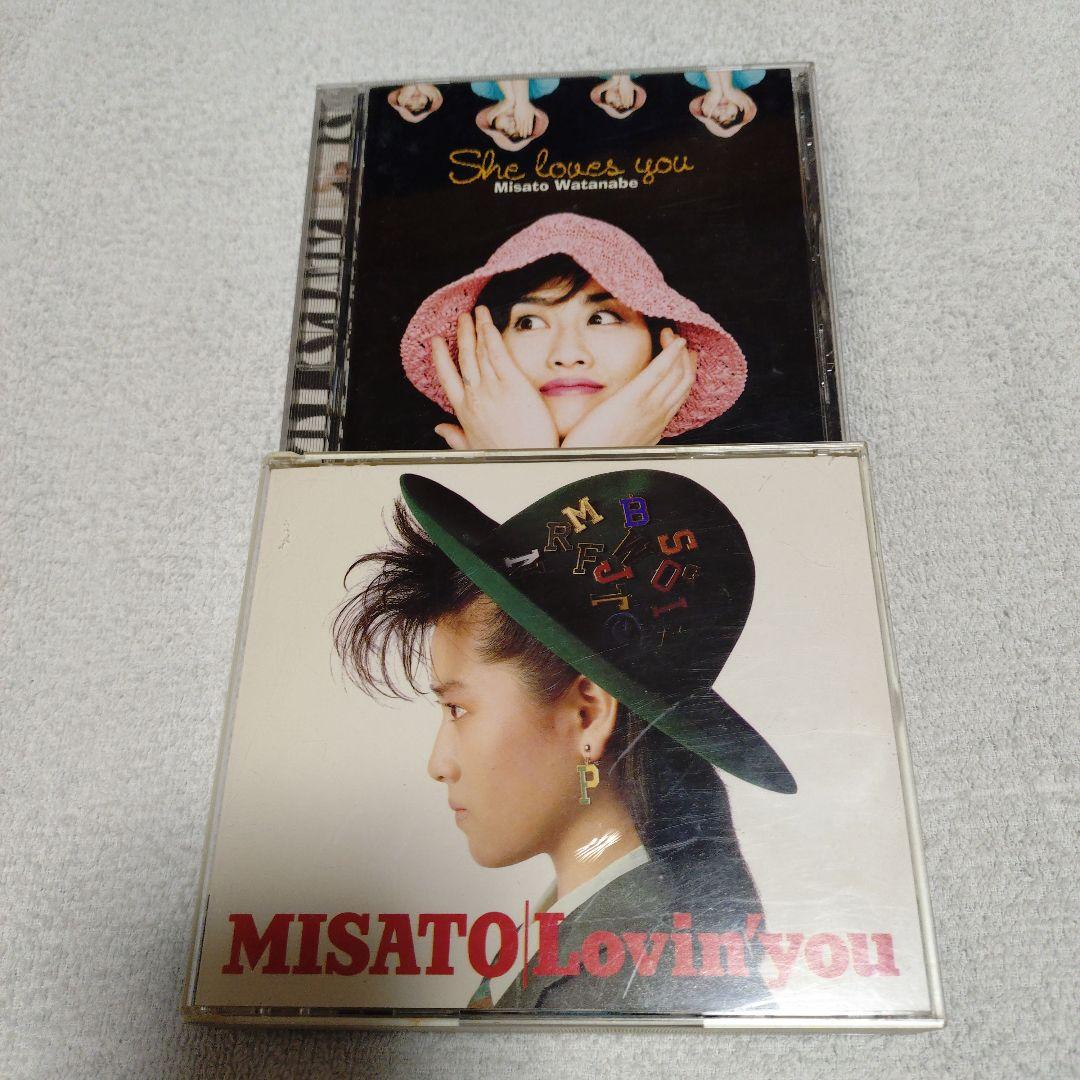 She loves you
Misato Watanabe
M B
R F S
J O I
P
MISATO Lovin'you